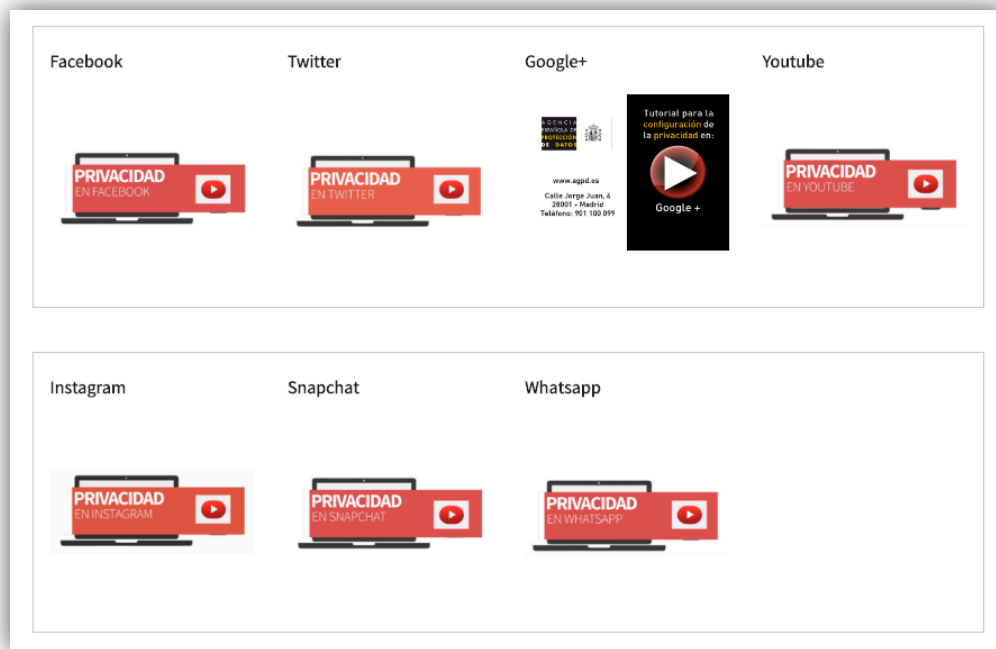 Facebook
Twitter
Google+
Youtube
PRIVACIDAD
EN FACEBOOK
PRIVACIDAD
EN TWITTER
AGENCIA
ESPAÑOLA DE
PROTECCIÓN
DE DATOS
www.agpd.es
Calle Jorge Juan, 6
28001 - Madrid
Teléfono: 901 100 099
Tutorial para la
configuración de
la privacidad en:
Google +
PRIVACIDAD
EN YOUTUBE
Instagram
Snapchat
Whatsapp
PRIVACIDAD
EN INSTAGRAM
PRIVACIDAD
EN SNAPCHAT
PRIVACIDAD
EN WHATSAPP